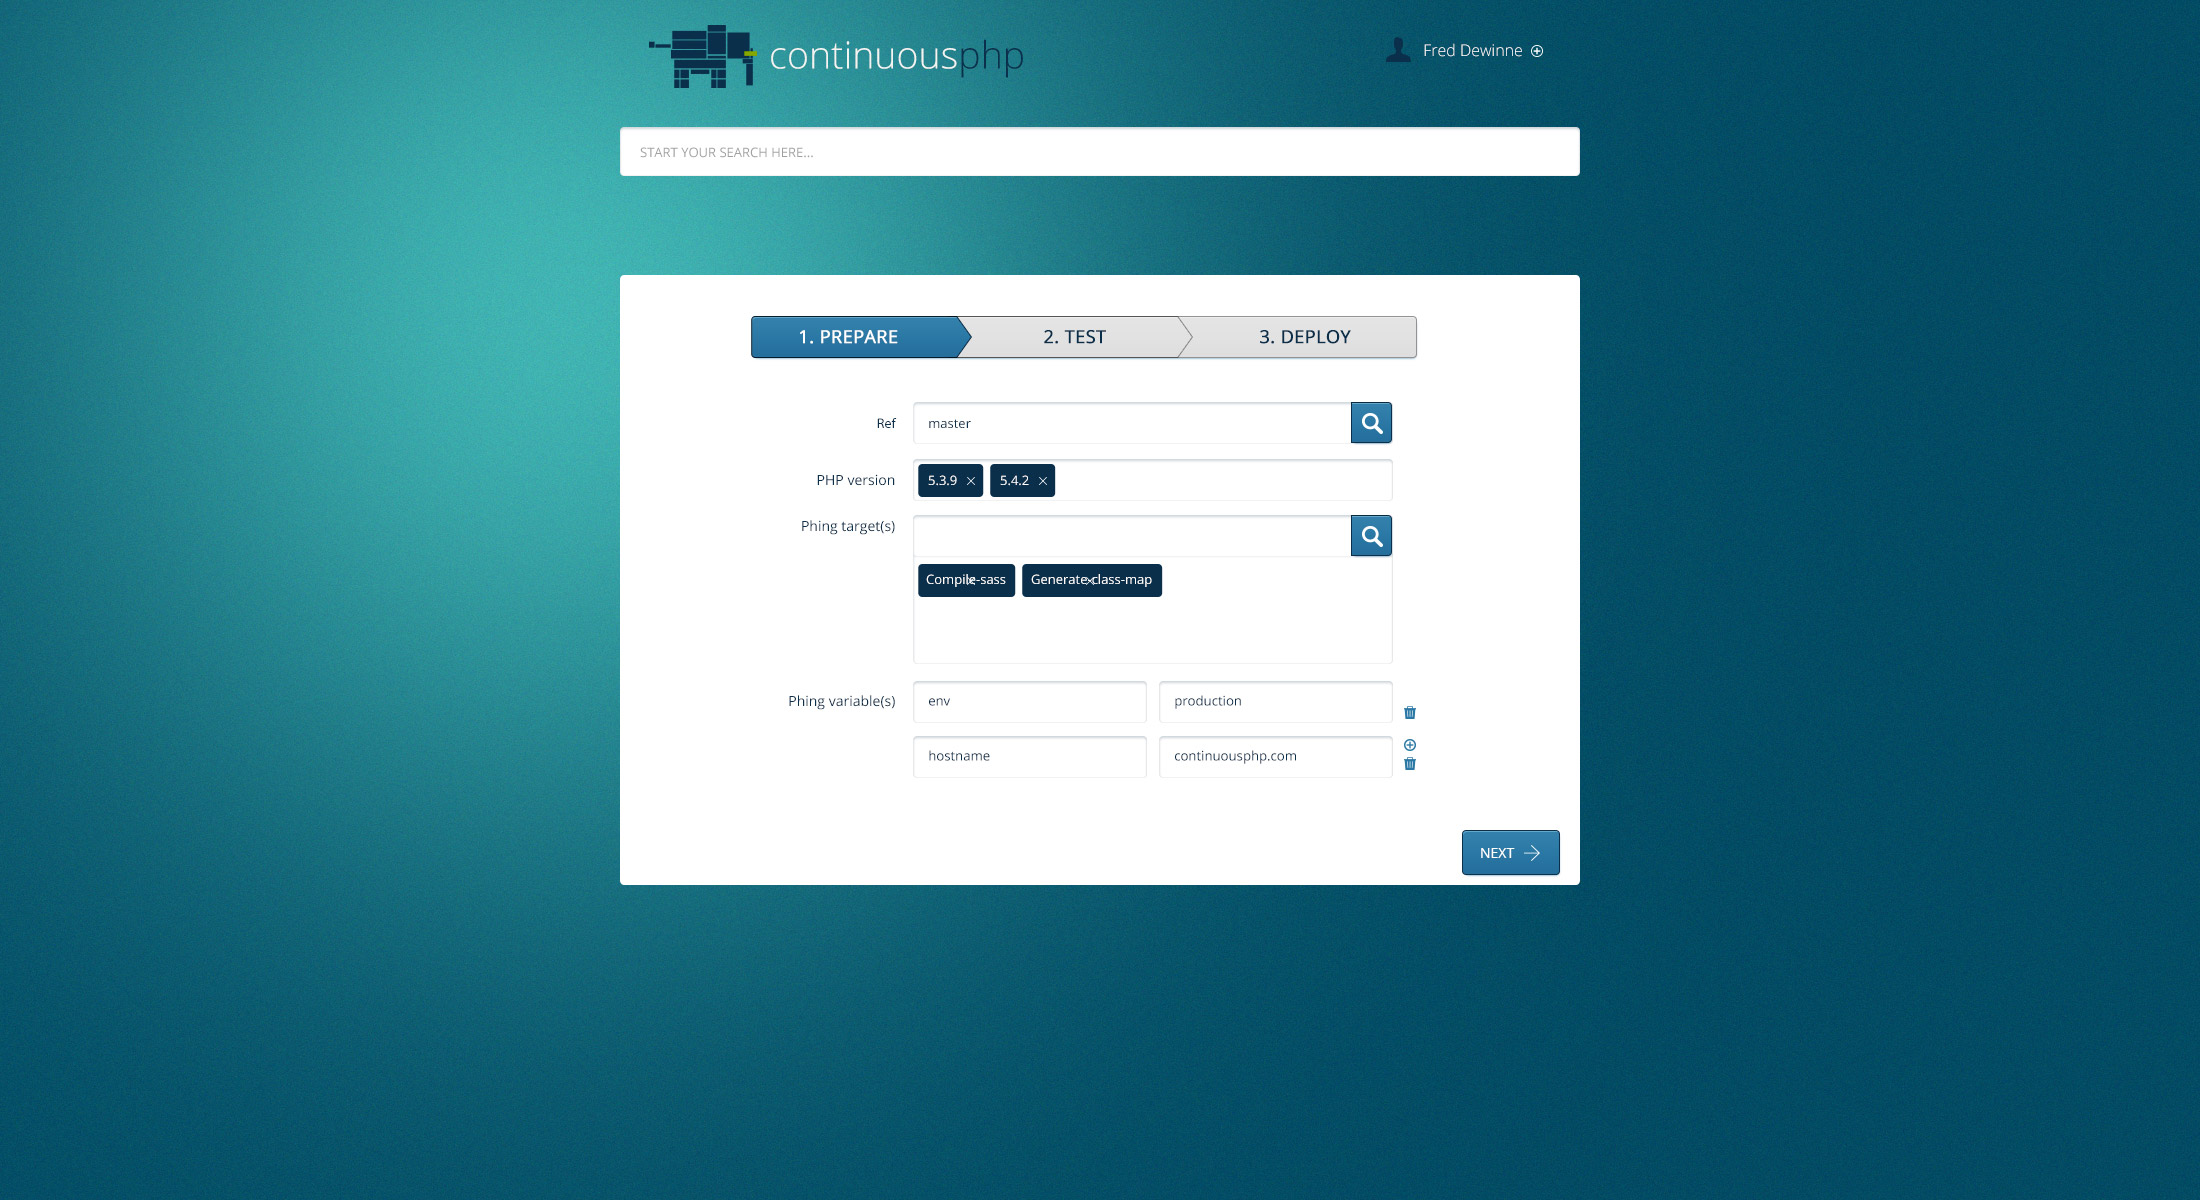 continuousphp
Fred Dewinne
START YOUR SEARCH HERE...
1. PREPARE
2. TEST
3. DEPLOY
Ref
master
PHP version
5.3.9
5.4.2
Phing target(s)
Compile-sass
Generate-class-map
Phing variable(s)
env
production
hostname
continuousphp.com
NEXT